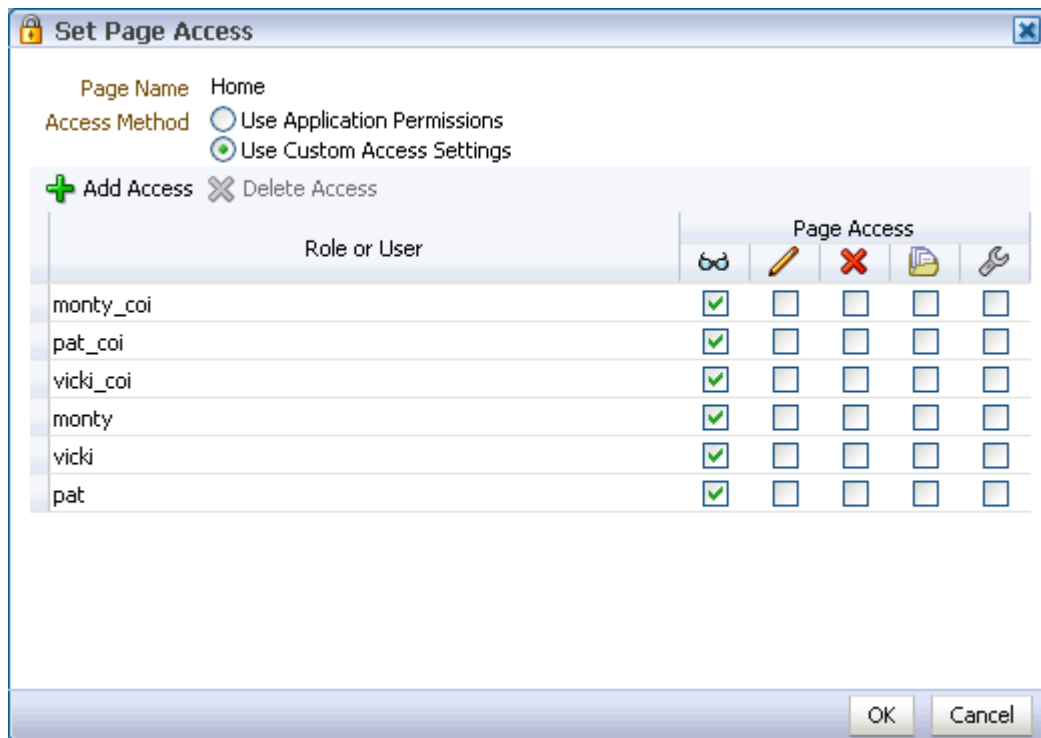 Set Page Access
Page Name Home
Access Method Use Application Permissions
Use Custom Access Settings
Add Access Delete Access
Role or User Page Access
monty_coi
pat_coi
vicki_coi
monty
vicki
pat
OK Cancel